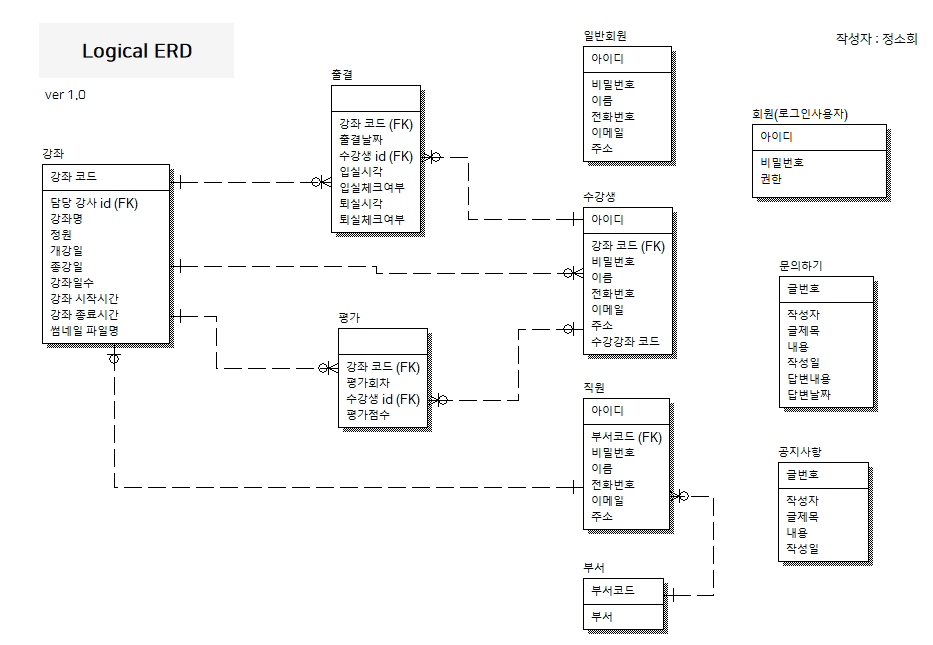 Logical ERD
ver 1.0
작성자 : 정소희
강좌
강좌 코드
담당 강사 id (FK)
강좌명
정원
개강일
종강일
강좌일수
강좌 시작시간
강좌 종료시간
썸네일 파일명
출결
강좌 코드 (FK)
출결날짜
수강생 id (FK)
입실시각
입실체크여부
퇴실시각
퇴실체크여부
평가
강좌 코드 (FK)
평가회차
수강생 id (FK)
평가점수
일반회원
아이디
비밀번호
이름
전화번호
이메일
주소
수강생
아이디
강좌 코드 (FK)
비밀번호
이름
전화번호
이메일
주소
수강강좌 코드
직원
아이디
부서코드 (FK)
비밀번호
이름
전화번호
이메일
주소
부서
부서코드
부서
회원(로그인사용자)
아이디
비밀번호
권한
문의하기
글번호
작성자
글제목
내용
작성일
답변내용
답변날짜
공지사항
글번호
작성자
글제목
내용
작성일